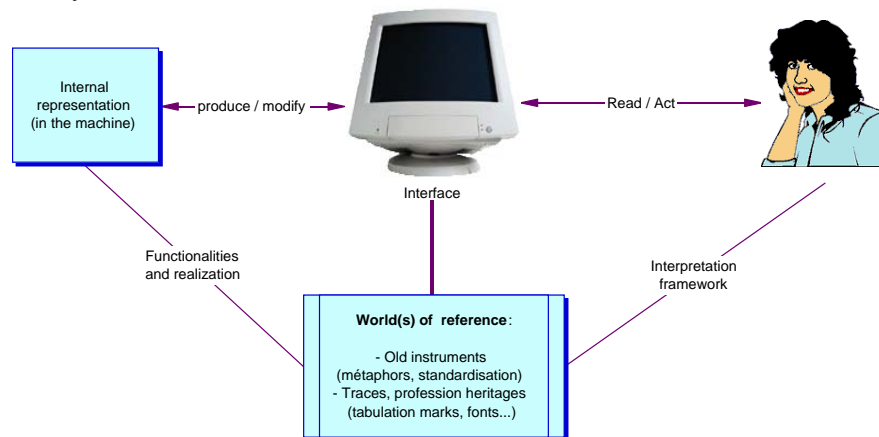 Internal
representation
(in the machine)
produce / modify
Read / Act
Interface
Functionalities
and realization
Interpretation
framework
World(s) of reference:
- Old instruments
(métaphors, standardisation)
- Traces, profession heritages
(tabulation marks, fonts...)